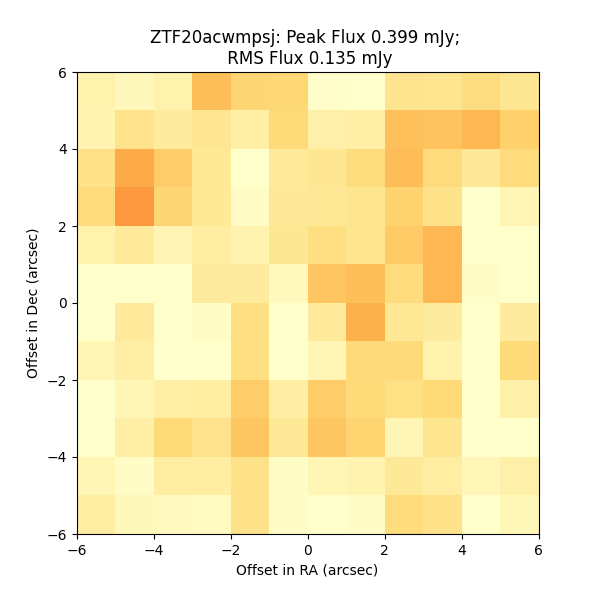 ZTF20acwmpsj: Peak Flux 0.399 mJy;
RMS Flux 0.135 mJy
6
4
2
0
−2
−4
−6
Offset in Dec (arcsec)
−6 −4 −2 0 2 4 6
Offset in RA (arcsec)